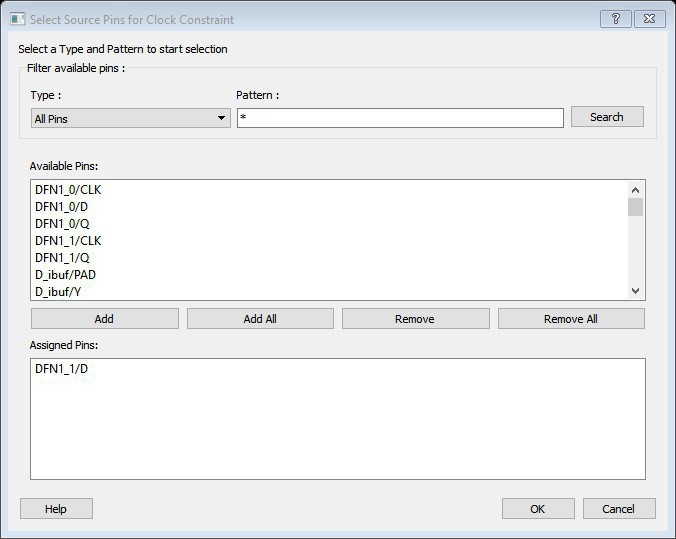 Select Source Pins for Clock Constraint
?
Select a Type and Pattern to start selection
Filter available pins :
Type :
Pattern :
All Pins
*
Search
Available Pins:
DFN1_0/CLK
DFN1_0/D
DFN1_0/Q
DFN1_1/CLK
DFN1_1/Q
D_ibuf/PAD
D_ibuf/Y
Add
Add All
Remove
Remove All
Assigned Pins:
DFN1_1/D
Help
OK
Cancel